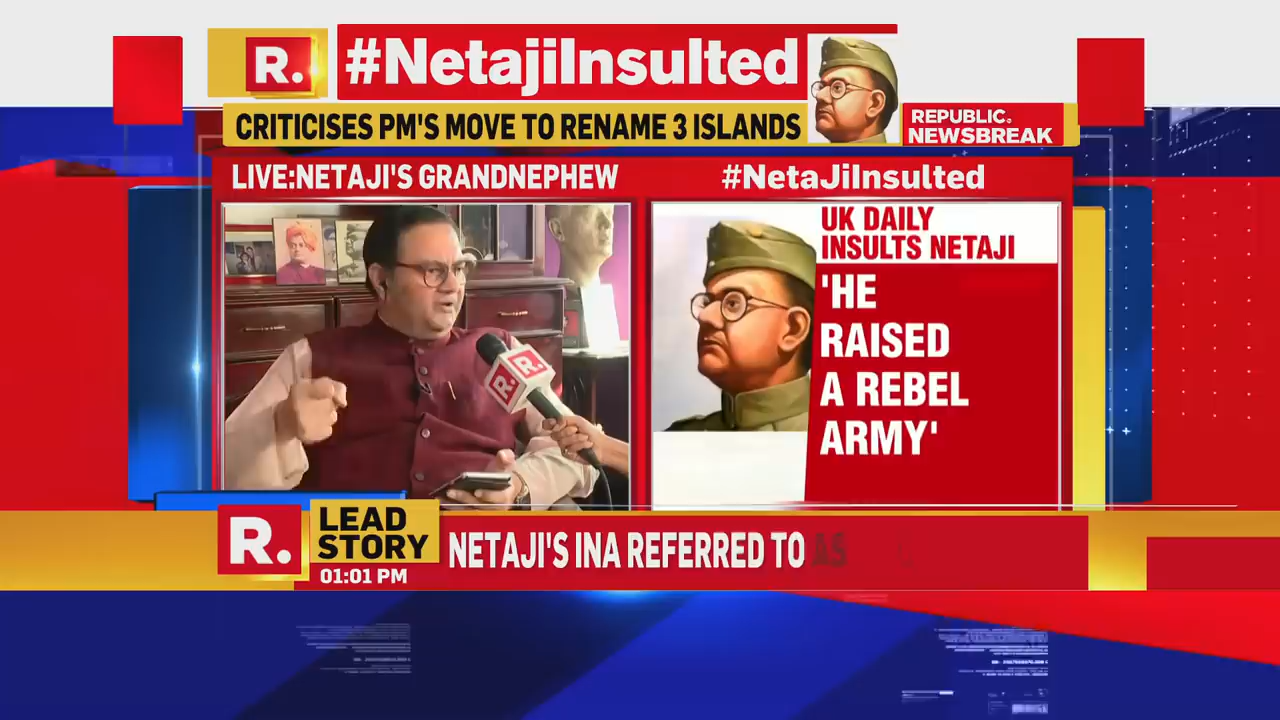 R.
#NetajiInsulted
CRITICISES PM'S MOVE TO RENAME 3 ISLANDS
REPUBLIC.
NEWSBREAK
LIVE:NETAJI'S GRANDNEPHEW
#NetaJiInsulted
UK DAILY
INSULTS NETAJI
'HE
RAISED
A REBEL
ARMY'
R.
R.
R.
LEAD
STORY
01:01 PM
NETAJI'S INA REFERRED TO AS